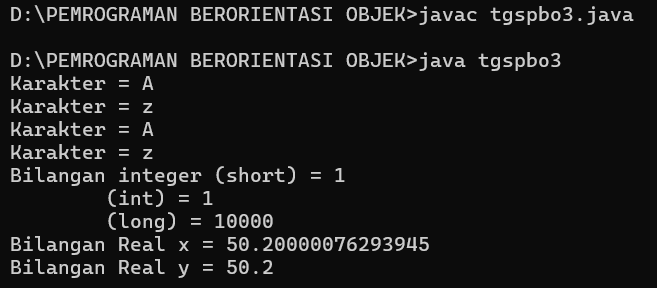 D:\PEMROGRAMAN BERORIENTASI OBJEK>javac tgspbo3.java
D:\PEMROGRAMAN BERORIENTASI OBJEK>java tgspbo3
Karakter = A
Karakter = z
Karakter = A
Karakter = z
Bilangan integer (short) = 1
(int) = 1
(long) = 10000
Bilangan Real x = 50.20000076293945
Bilangan Real y = 50.2